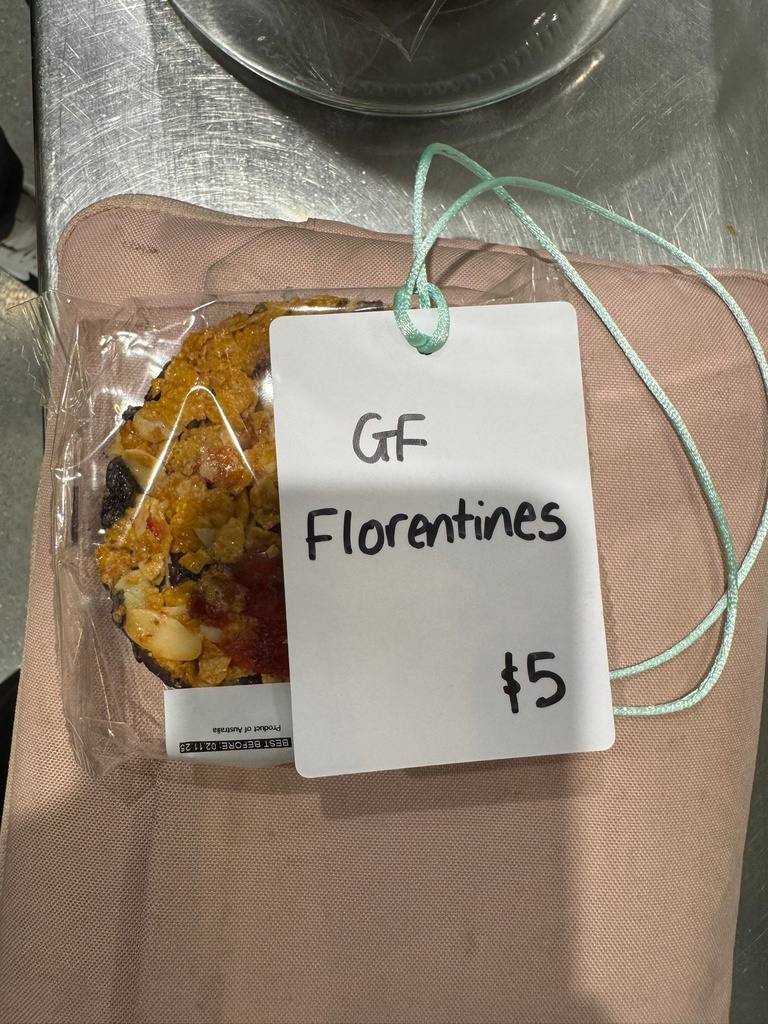 GF
Florentines
$5
BEST BEFORE: 02.11.25
Product of Australia